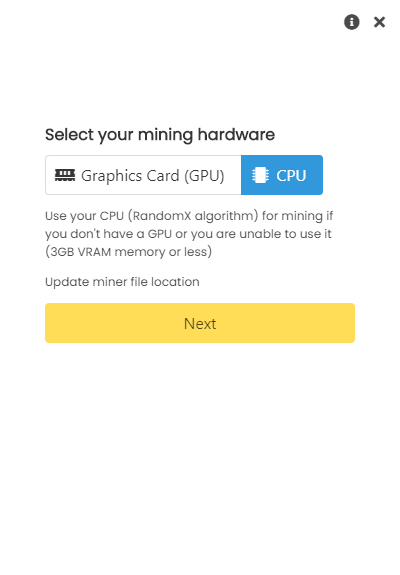 Select your mining hardware
Graphics Card (GPU) CPU
Use your CPU (RandomX algorithm) for mining if
you don't have a GPU or you are unable to use it
(3GB VRAM memory or less)
Update miner file location
Next